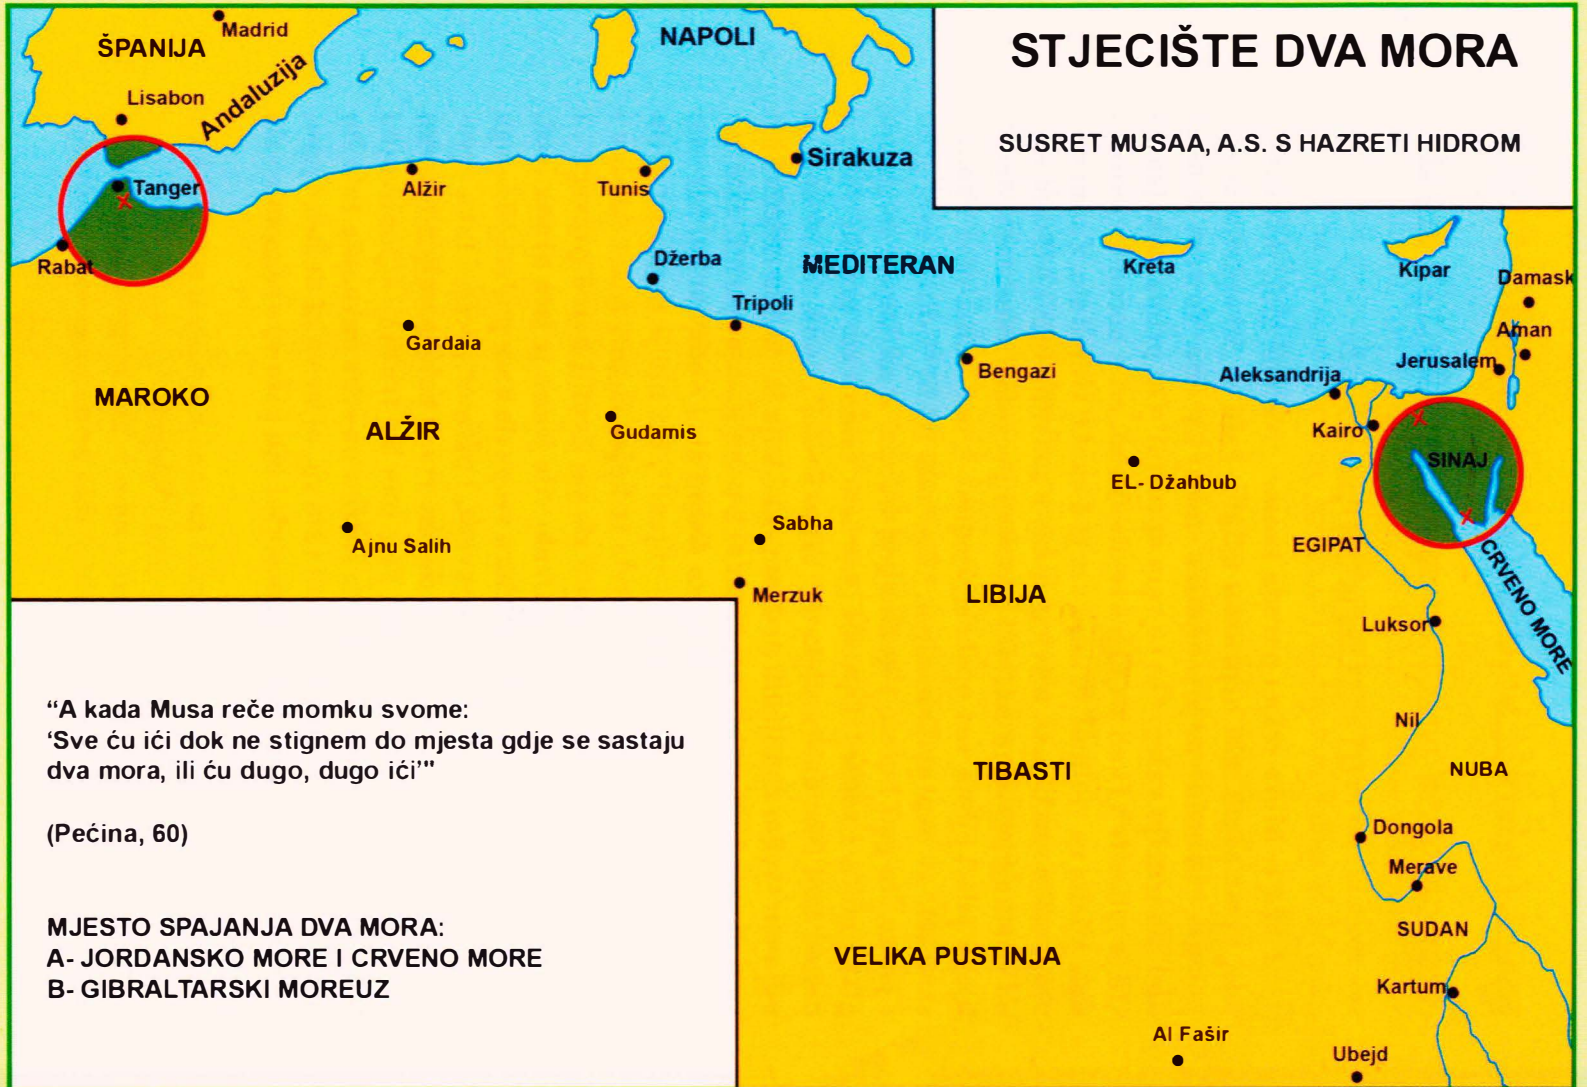 STJECIŠTE DVA MORA
SUSRET MUSAA, A.S. S HAZRETI HIDROM
ŠPANIJA
Madrid
NAPOLI
Lisabon
Andaluzija
Sirakuza
Tanger
Alžir
Tunis
Rabat
Džerba
MEDITERAN
Kreta
Kipar
Damask
Tripoli
Gardaia
Aman
Bengazi
Aleksandrija
Jerusalem
MAROKO
ALŽIR
Gudamis
Kairo
SINAJ
EL- Džahbub
Ajnu Salih
Sabha
EGIPAT
CRVENO MORE
Merzuk
LIBIJA
Luksor
Nil
TIBASTI
NUBA
Dongola
Merave
SUDAN
VELIKA PUSTINJA
Kartum
Al Fašir
Ubejd
“A kada Musa reče momku svome:
‘Sve ću ići dok ne stignem do mjesta gdje se sastaju
dva mora, ili ću dugo, dugo ići’"
(Pećina, 60)
MJESTO SPAJANJA DVA MORA:
A- JORDANSKO MORE I CRVENO MORE
B- GIBRALTARSKI MOREUZ